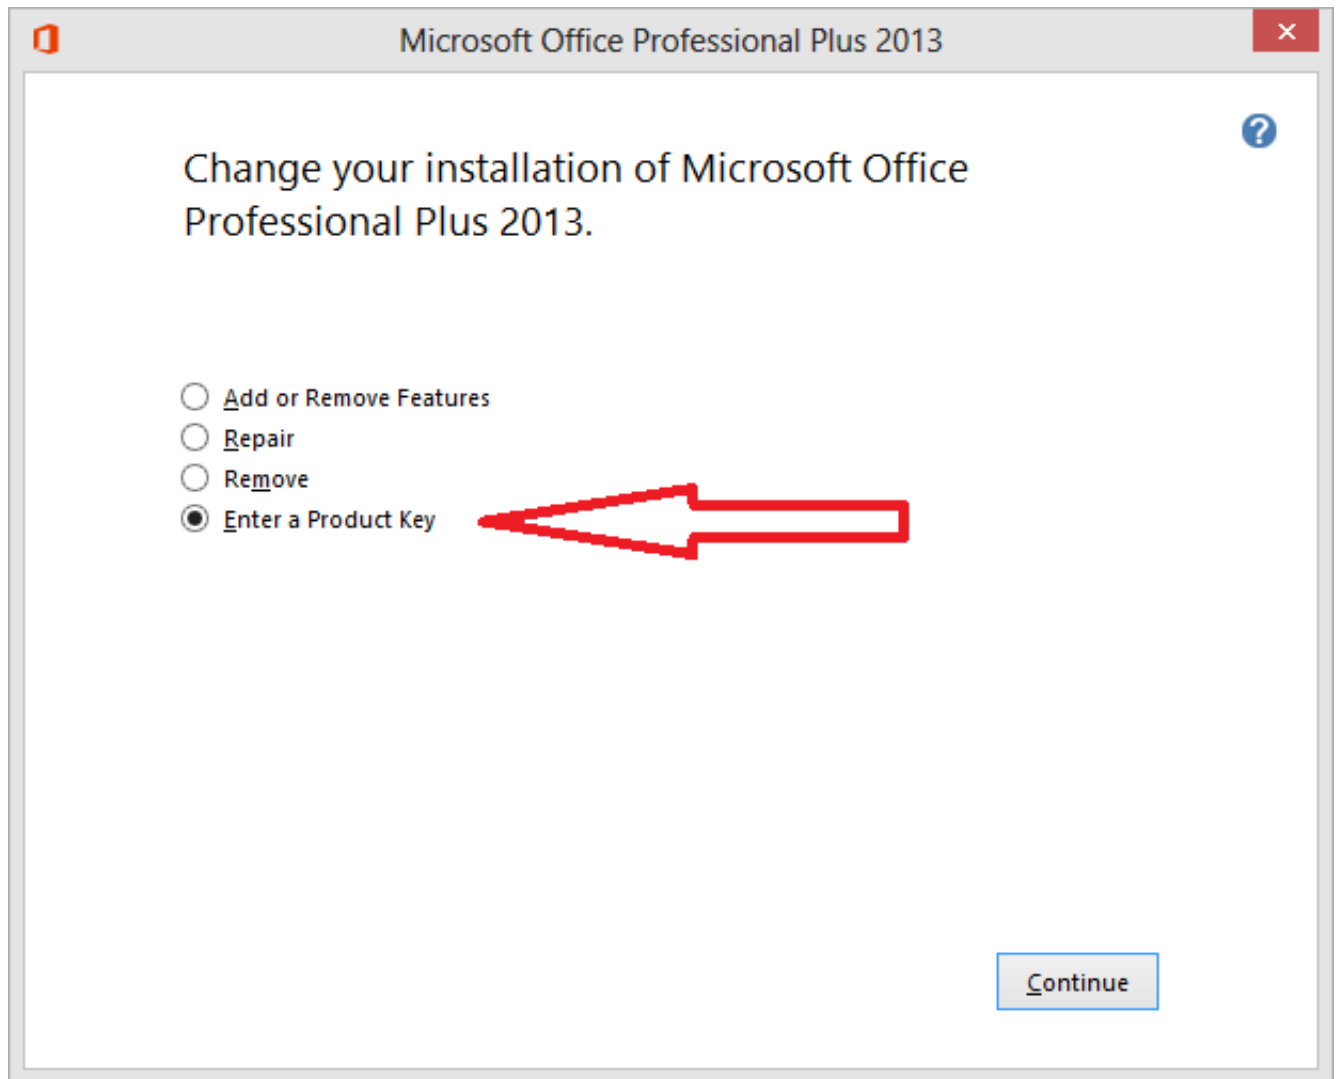 Microsoft Office Professional Plus 2013
Change your installation of Microsoft Office
Professional Plus 2013.
Add or Remove Features
Repair
Remove
Enter a Product Key
Continue